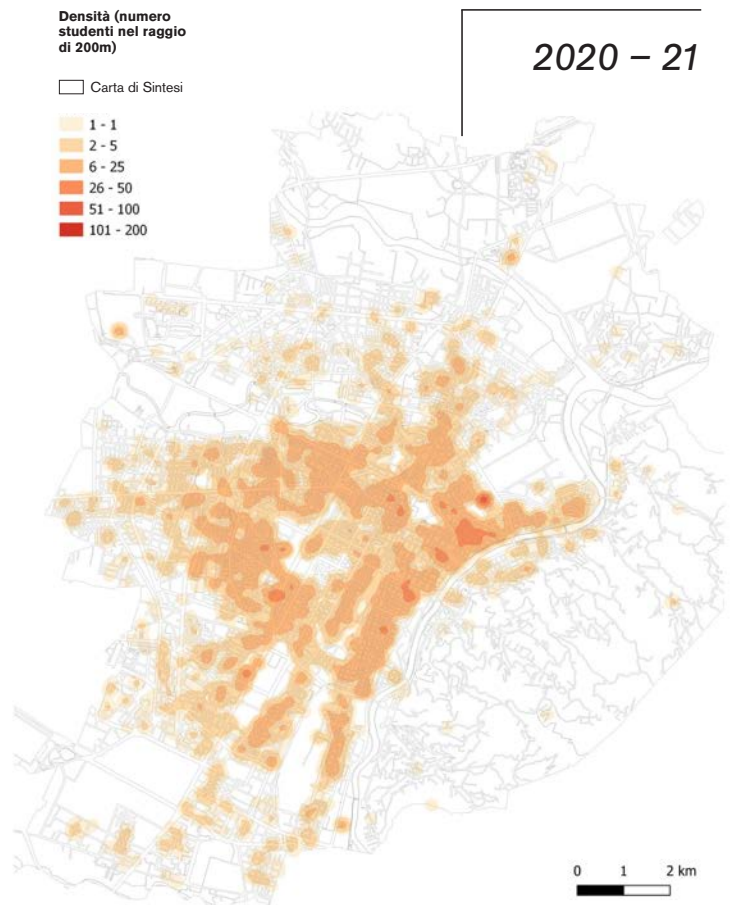 Densità (numero
studenti nel raggio
di 200m)
2020 – 21
Carta di Sintesi
1 - 1
2 - 5
6 - 25
26 - 50
51 - 100
101 - 200
0 1 2 km